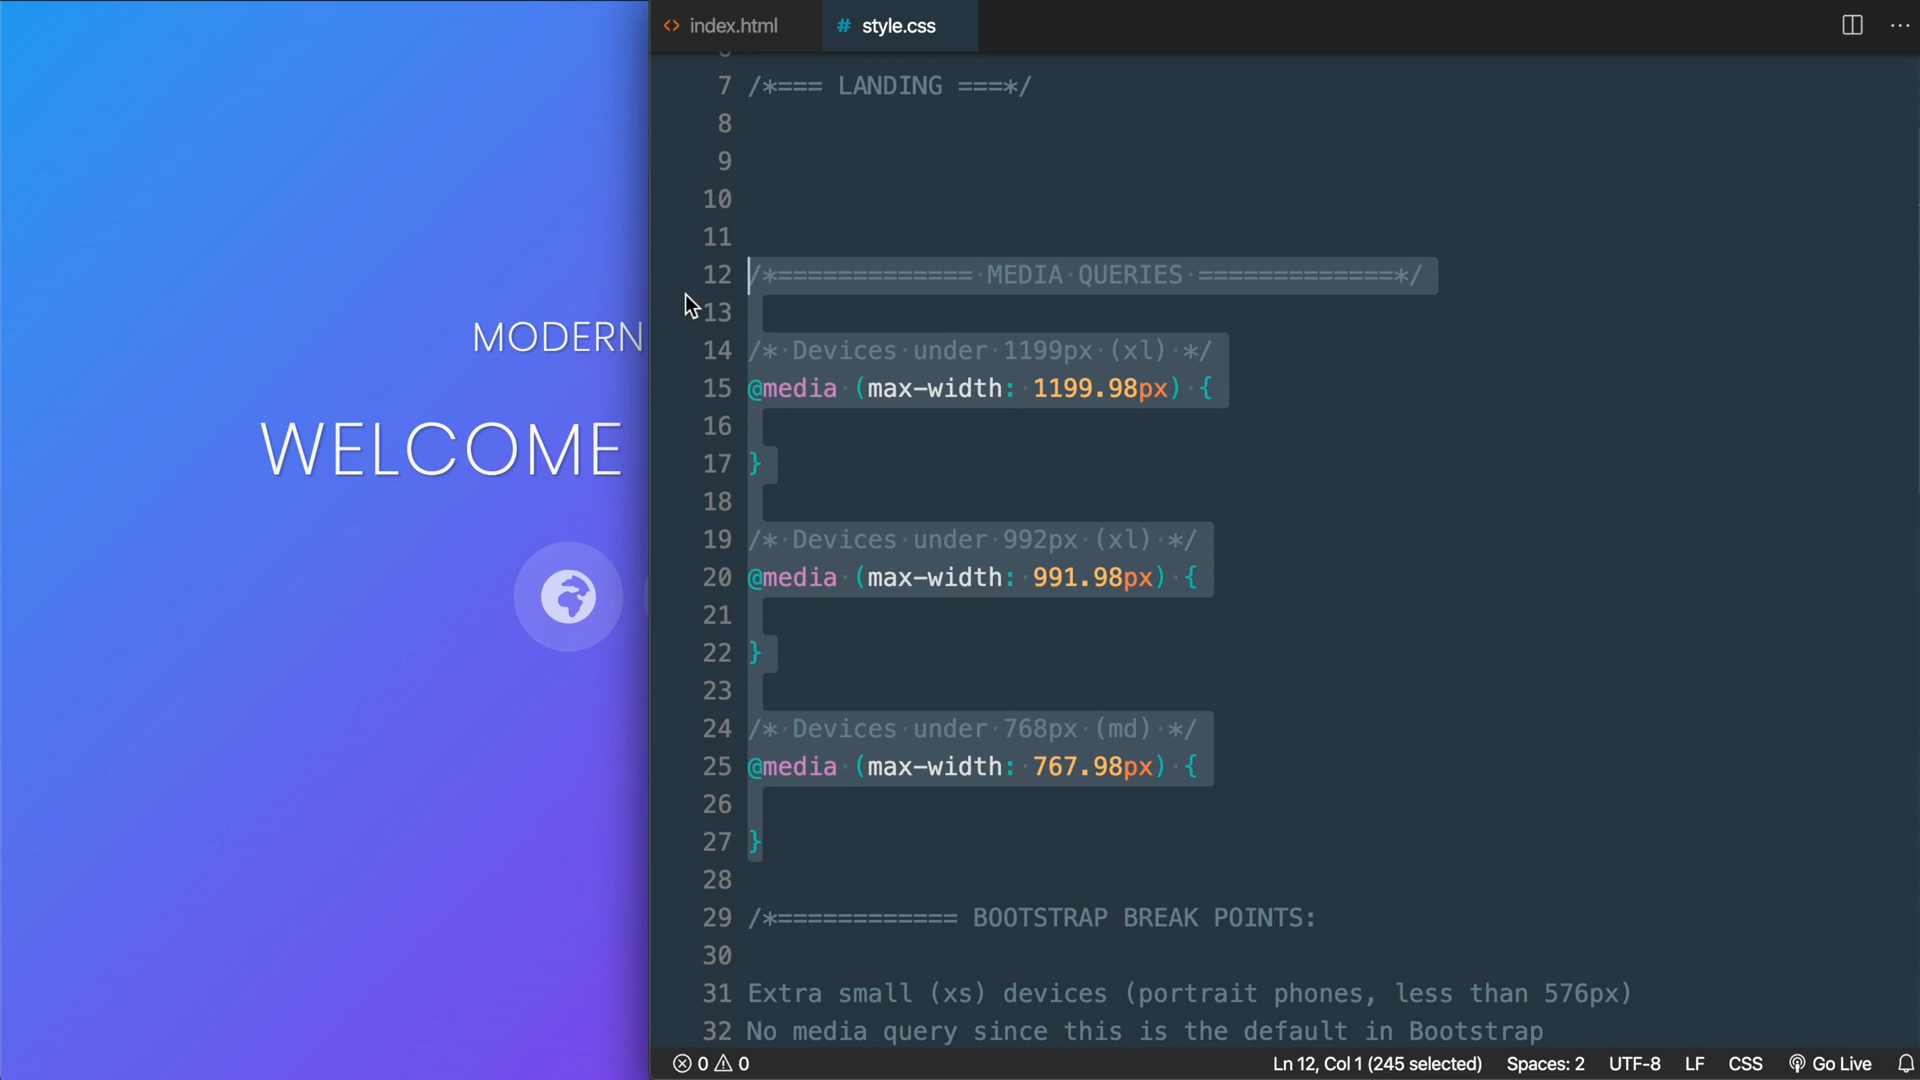 MODERN
WELCOME
index.html
# style.css
7 /*=== LANDING ===*/
8
9
10
11
12 /*============= MEDIA QUERIES =============*/
13
14 /* Devices under 1199px (xl) */
15 @media (max-width: 1199.98px) {
16
17 }
18
19 /* Devices under 992px (xl) */
20 @media (max-width: 991.98px) {
21
22 }
23
24 /* Devices under 768px (md) */
25 @media (max-width: 767.98px) {
26
27 }
28
29 /*============ BOOTSTRAP BREAK POINTS:
30
31 Extra small (xs) devices (portrait phones, less than 576px)
32 No media query since this is the default in Bootstrap
0 0 Ln 12, Col 1 (245 selected) Spaces: 2 UTF-8 LF CSS Go Live